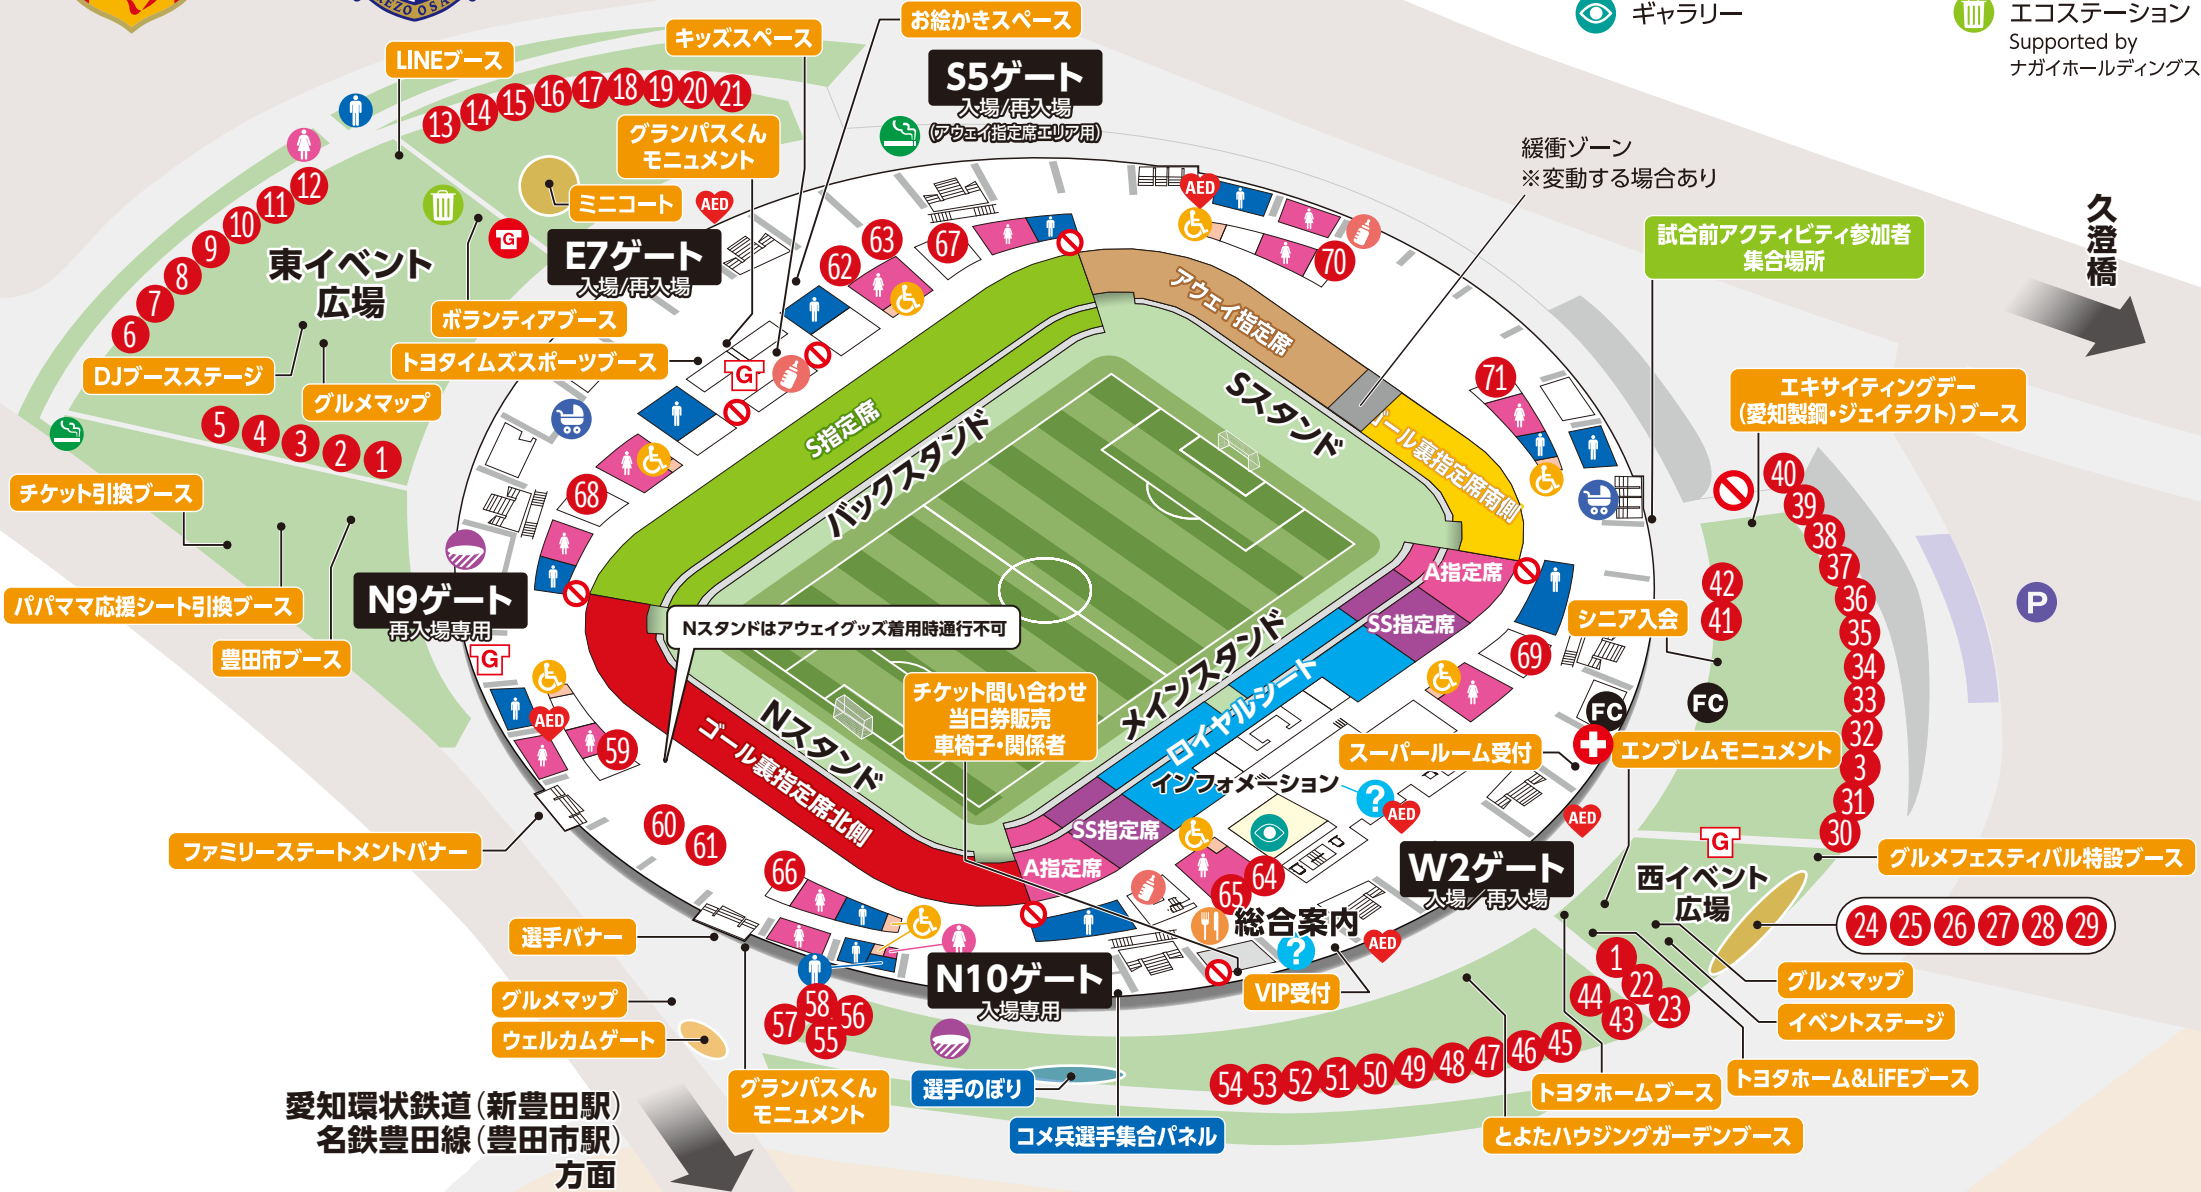 EZO OSA
ギャラリー
エコステーション
Supported by
ナガイホールディングス
お絵かきスペース
キッズスペース
LINEブース
S5ゲート
入場/再入場
(アウェイ指定席エリア用)
13 14 15 16 17 18 19 20 21
グランパスくん
モニュメント
ミニコート
AED
AED
緩衝ゾーン
※変動する場合あり
久澄橋
試合前アクティビティ参加者
集合場所
12
11
10
9
8
7
6
東イベント
広場
G
E7ゲート
入場/再入場
62
63
67
70
ボランティアブース
トヨタイムズスポーツブース
DJブースステージ
グルメマップ
G
アウェイ指定席
Sスタンド
ゴール裏指定席南側
71
S指定席
バックスタンド
エキサイティングデー
(愛知製鋼・ジェイテクト)ブース
5 4 3 2 1
チケット引換ブース
68
40
39
38
37
36
35
34
33
32
3
31
30
42
41
P
パパママ応援シート引換ブース
豊田市ブース
N9ゲート
再入場専用
G
Nスタンドはアウェイグッズ着用時通行不可
A指定席
SS指定席
シニア入会
69
メインスタンド
ロイヤルシート
FC
FC
チケット問い合わせ
当日券販売
車椅子・関係者
AED
59
Nスタンド
ゴール裏指定席北側
インフォメーション
?
AED
スーパールーム受付
エンブレムモニュメント
AED
60
61
SS指定席
A指定席
ファミリーステートメントバナー
W2ゲート
入場/再入場
G
西イベント
広場
グルメフェスティバル特設ブース
66
64
65
総合案内
?
AED
24 25 26 27 28 29
選手バナー
N10ゲート
入場専用
VIP受付
グルメマップ
グルメマップ
イベントステージ
ウェルカムゲート
58
57
56
55
1
22
44
23
43
トヨタホーム&LiFEブース
54 53 52 51 50 49 48 47 46 45
グランパスくん
モニュメント
選手のぼり
トヨタホームブース
コメ兵選手集合パネル
とよたハウジングガーデンブース
愛知環状鉄道(新豊田駅)
名鉄豊田線(豊田市駅)
方面